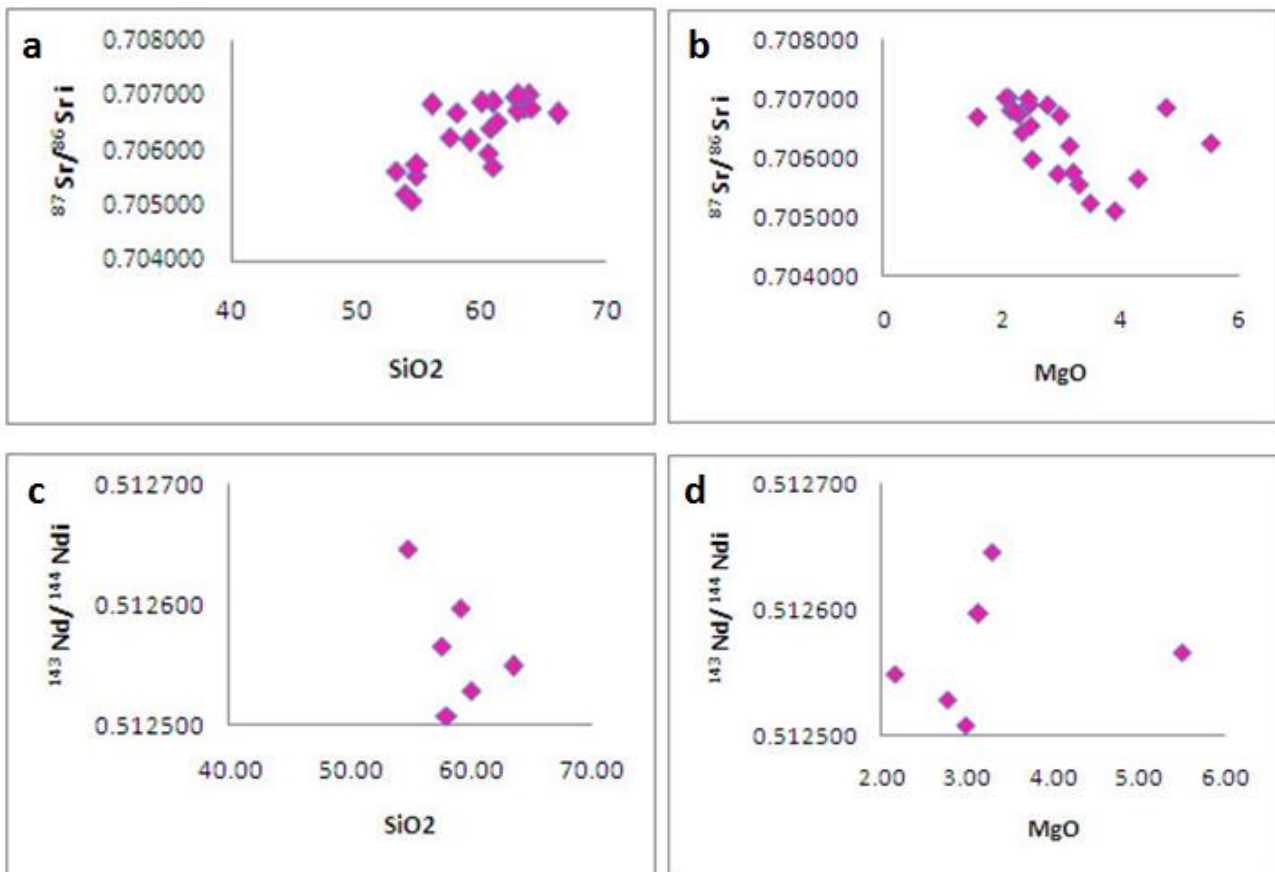 a
0.708000
0.707000
0.706000
0.705000
0.704000
⁸⁷Sr/⁸⁶Sr i
40 50 60 70
SiO2
b
0.708000
0.707000
0.706000
0.705000
0.704000
⁸⁷Sr/⁸⁶Sr i
0 2 4 6
MgO
c
0.512700
0.512600
0.512500
¹⁴³Nd/¹⁴⁴Ndi
40.00 50.00 60.00 70.00
SiO2
d
0.512700
0.512600
0.512500
¹⁴³Nd/¹⁴⁴Ndi
2.00 3.00 4.00 5.00 6.00
MgO